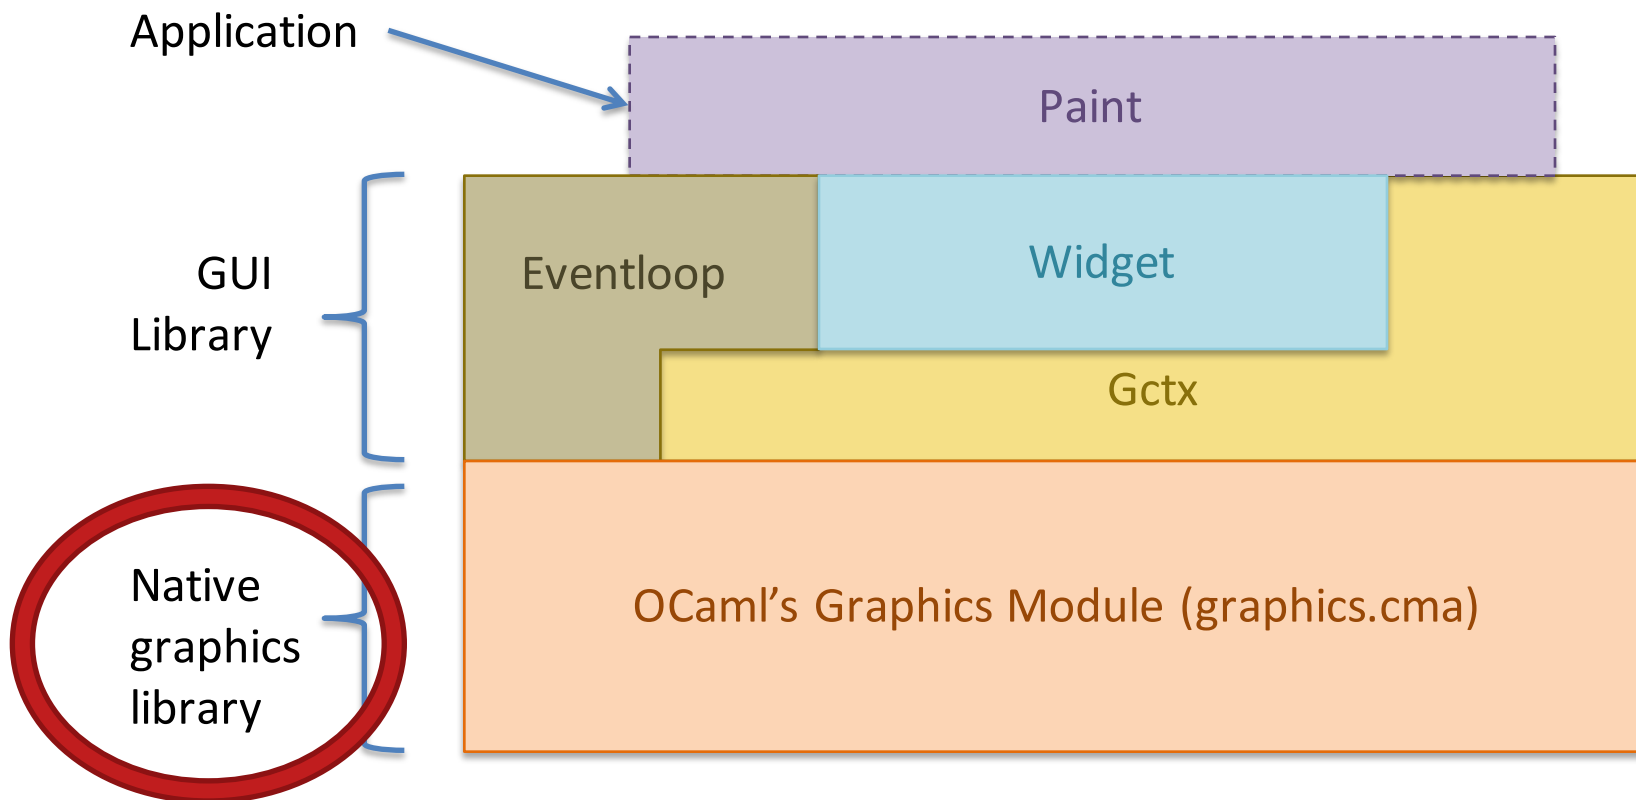 Application
Paint
GUI
Library
Eventloop
Widget
Gctx
Native
graphics
library
OCaml’s Graphics Module (graphics.cma)